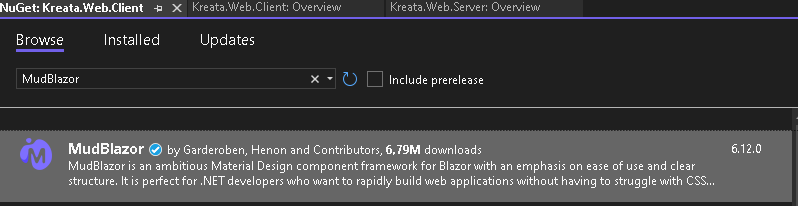 NuGet: Kreata.Web.Client
Kreata.Web.Client: Overview
Kreata.Web.Server: Overview
Browse
Installed
Updates
MudBlazor
Include prerelease
MudBlazor by Garderoben, Henon and Contributors, 6,79M downloads
6.12.0
MudBlazor is an ambitious Material Design component framework for Blazor with an emphasis on ease of use and clear
structure. It is perfect for .NET developers who want to rapidly build web applications without having to struggle with CSS...